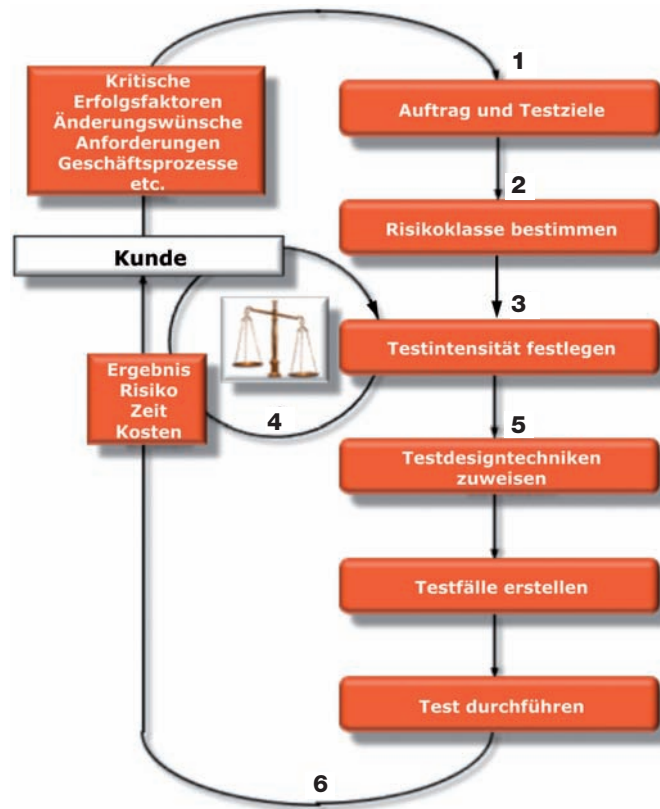 Kritische
Erfolgsfaktoren
Änderungswünsche
Anforderungen
Geschäftsprozesse
etc.
Kunde
Ergebnis
Risiko
Zeit
Kosten
1
Auftrag und Testziele
2
Risikoklasse bestimmen
3
Testintensität festlegen
4
5
Testdesigntechniken
zuweisen
Testfälle erstellen
Test durchführen
6